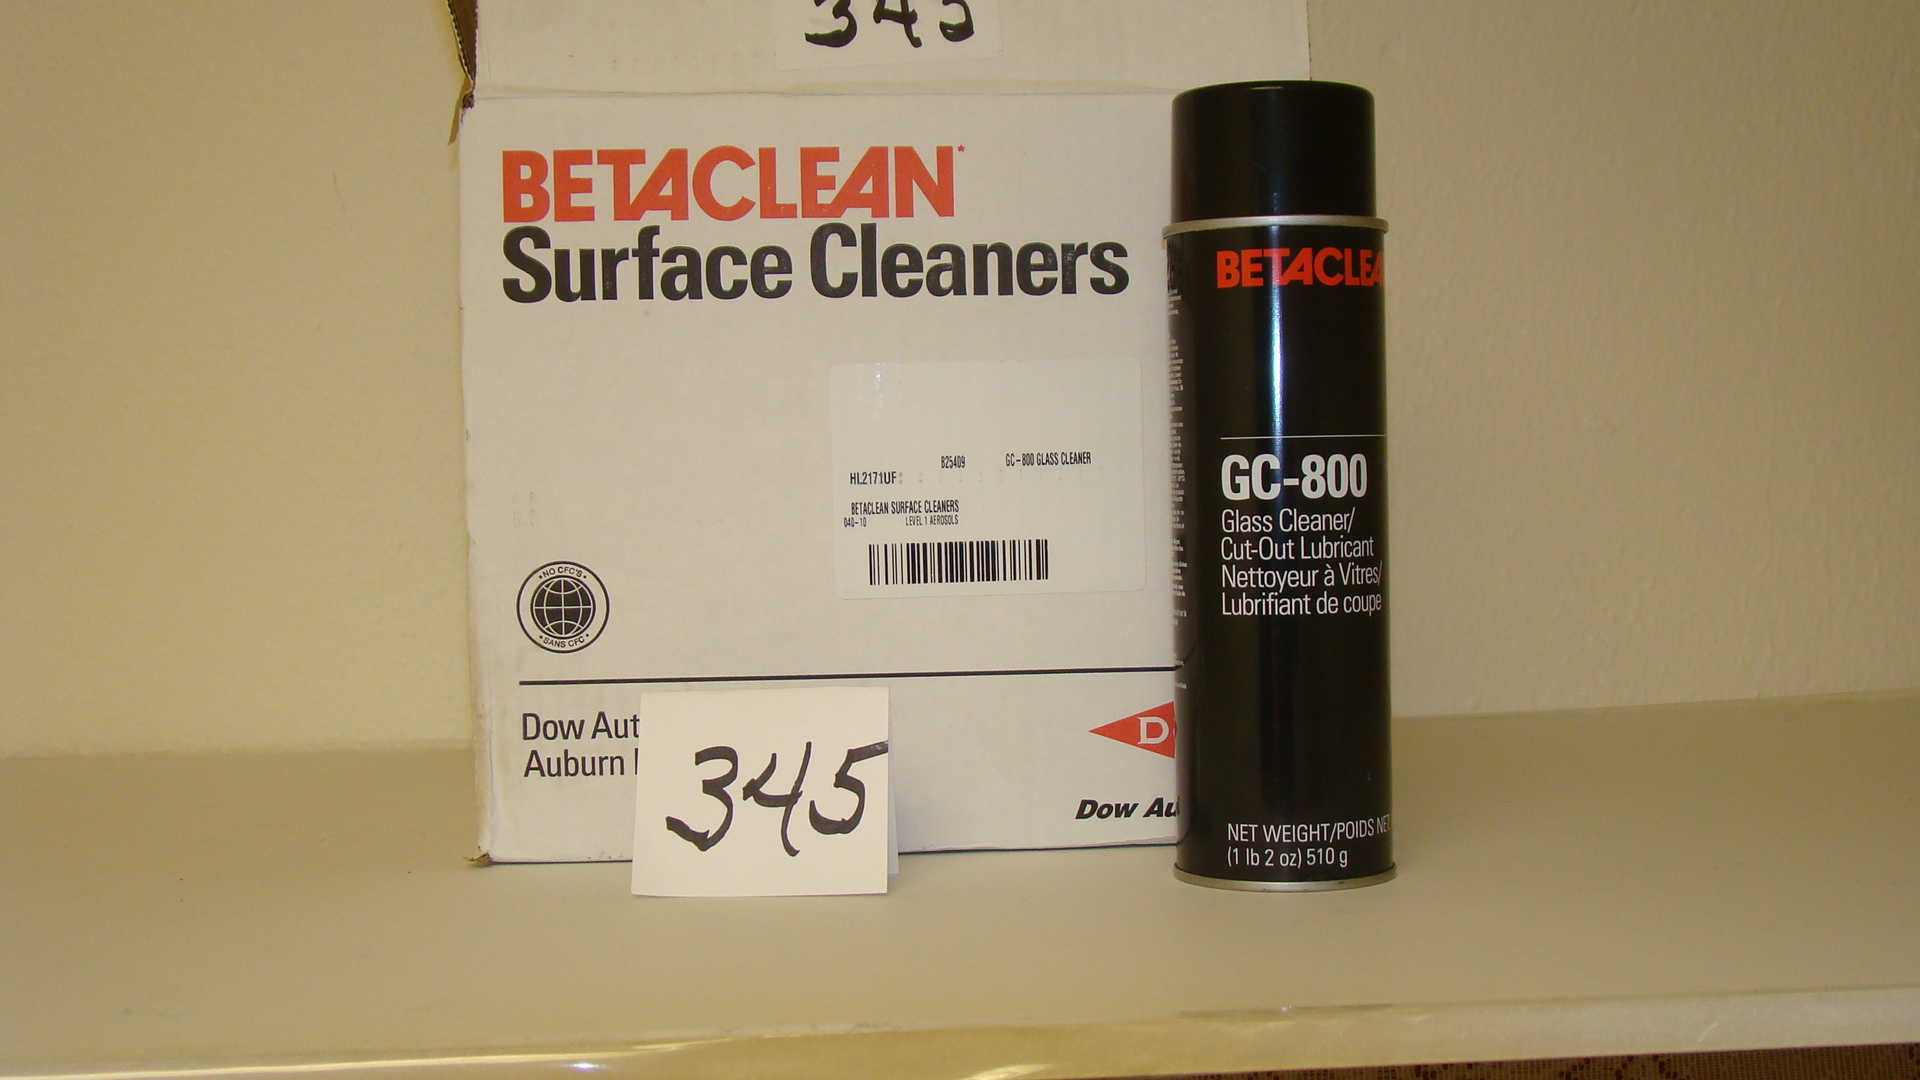 345
BETACLEAN*
Surface Cleaners
B25409 GC-800 GLASS CLEANER
HL2171UF
BETACLEAN SURFACE CLEANERS
040-10 LEVEL 1 AEROSOLS
NO CFC'S
SANS CFC
Dow Aut
Auburn
D
Dow Au
345
BETACLEA
GC-800
Glass Cleaner/
Cut-Out Lubricant
Nettoyeur à Vitres/
Lubrifiant de coupe
NET WEIGHT/POIDS NE
(1 lb 2 oz) 510 g